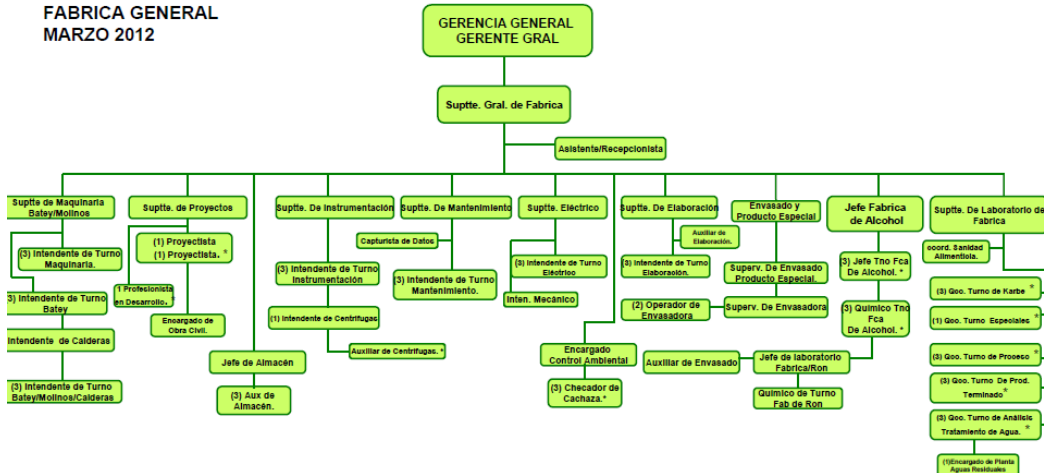 FABRICA GENERAL
MARZO 2012
GERENCIA GENERAL
GERENTE GRAL
Suptte. Gral. de Fabrica
Asistente/Recepcionista
Suptte de Maquinaria
Batey/Molinos
(3) Intendente de Turno
Maquinaria.
(3) Intendente de Turno
Batey
Intendente de Calderas
(3) Intendente de Turno
Batey/Molinos/Calderas
Suptte. de Proyectos
(1) Proyectista
(1) Proyectista. *
1 Profesionista
en Desarrollo. *
Encargado de
Obra Civil.
Jefe de Almacén
(3) Aux de
Almacén.
Suptte. De Instrumentación
(3) Intendente de Turno
Instrumentación
(1) Intendente de Centrifugas
Auxiliar de Centrifugas. *
Suptte. De Mantenimiento
Capturista de Datos
(3) Intendente de Turno
Mantenimiento.
Suptte. Eléctrico
(3) Intendente de Turno
Eléctrico
Inten. Mecánico
Encargado
Control Ambiental
(3) Checador de
Cachaza.*
Suptte. De Elaboración
Auxiliar de
Elaboración.
(3) Intendente de Turno
Elaboración.
Envasado y
Producto Especial
Superv. De Envasado
Producto Especial.
(2) Operador de
Envasadora
Superv. De Envasadora
Jefe Fabrica
de Alcohol
(3) Jefe Tno Fca
De Alcohol. *
(3) Quimico Tno
Fca
De Alcohol. *
Auxiliar de Envasado
Jefe de laboratorio
Fabrica/Ron
Quimico de Turno
Fab de Ron
Suptte. De Laboratorio de
Fabrica
Sanidad
Alimenticia.
(3) Qco. Turno de Karbe *
(1) Qco. Turno Especiales *
(3) Qco. Turno de Proceso *
(3) Qco. Turno De Prod.
Terminado *
(3) Qco. Turno de Análisis
Tratamiento de Agua. *
(1)Encargado de Planta
Aguas Residuales